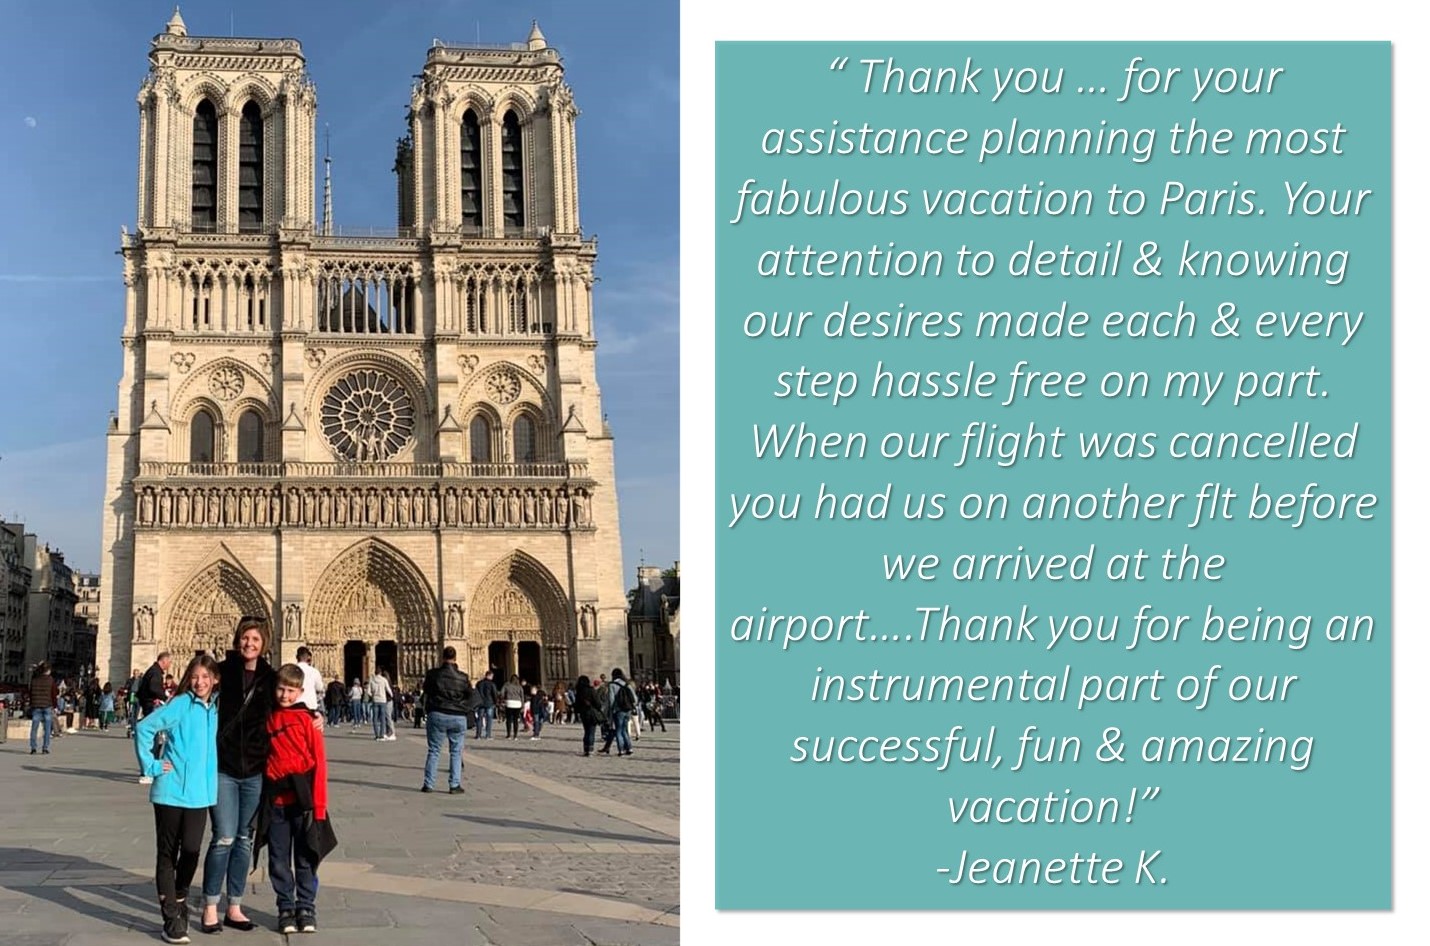 “ Thank you ... for your
assistance planning the most
fabulous vacation to Paris. Your
attention to detail & knowing
our desires made each & every
step hassle free on my part.
When our flight was cancelled
you had us on another flt before
we arrived at the
airport....Thank you for being an
instrumental part of our
successful, fun & amazing
vacation!”
-Jeanette K.